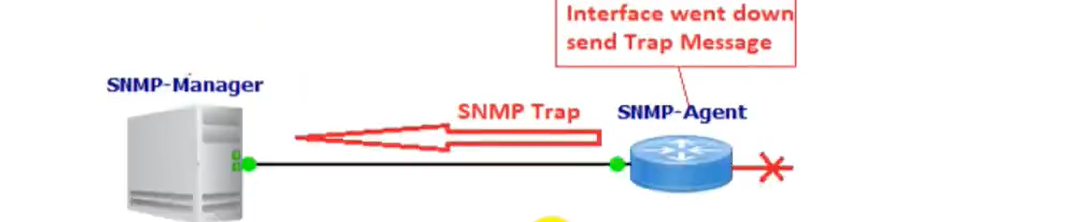 Interface went down
send Trap Message
SNMP-Manager
SNMP Trap
SNMP-Agent